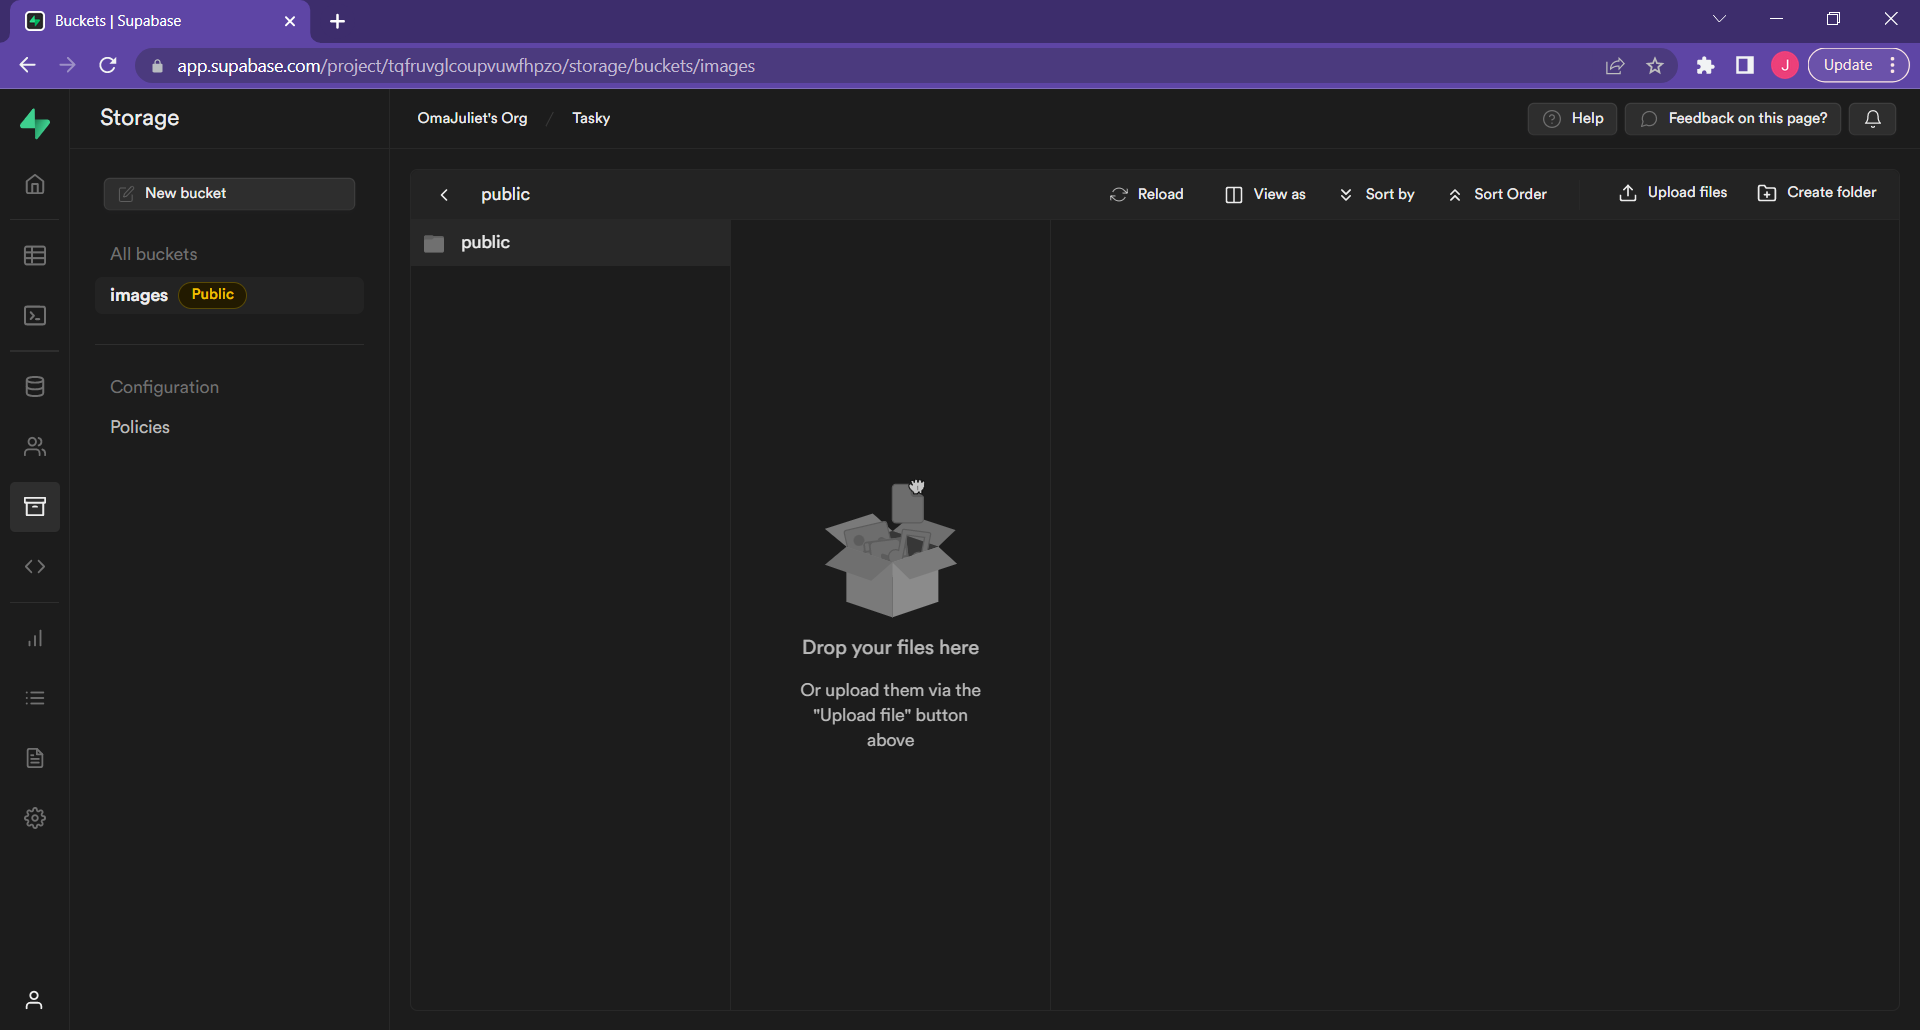 Buckets | Supabase
app.supabase.com/project/tqfruvglcoupvuwfhpzo/storage/buckets/images
J
Update
Storage
OmaJuliet's Org / Tasky
Help
Feedback on this page?
New bucket
public
Reload
View as
Sort by
Sort Order
Upload files
Create folder
public
All buckets
images Public
Configuration
Policies
Drop your files here
Or upload them via the
"Upload file" button
above